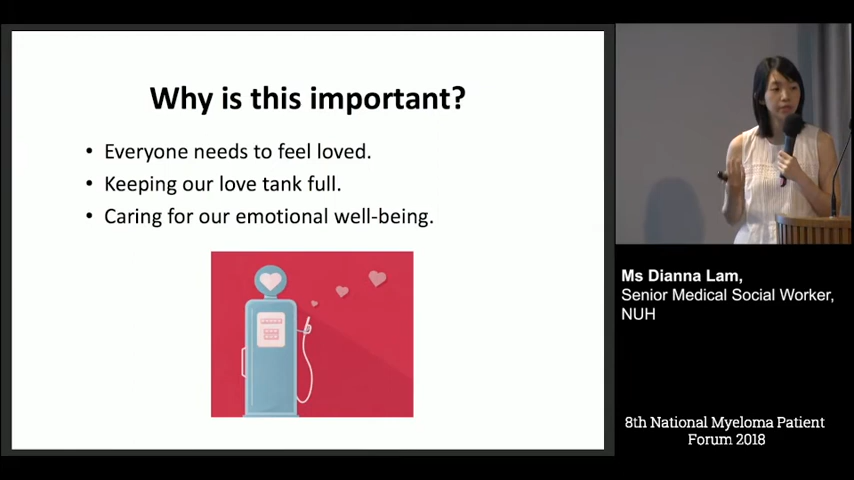 Why is this important?
• Everyone needs to feel loved.
• Keeping our love tank full.
• Caring for our emotional well-being.
Ms Dianna Lam,
Senior Medical Social Worker,
NUH
8th National Myeloma Patient
Forum 2018